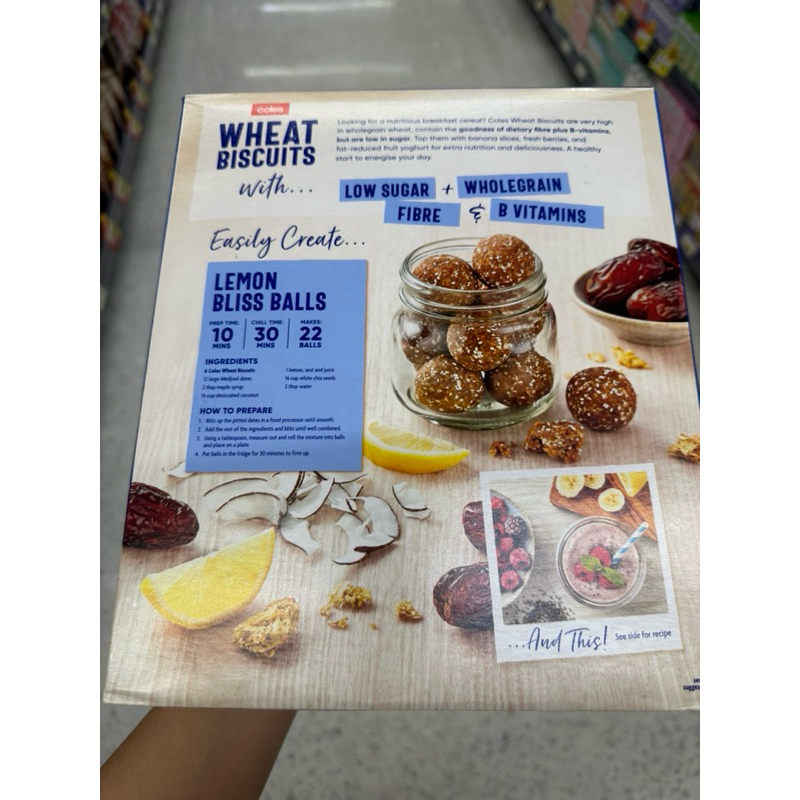 coles
WHEAT
BISCUITS
with...
Looking for a nutritious breakfast cereal? Coles Wheat Biscuits are very high
in wholegrain wheat, contain the goodness of dietary fibre plus B-vitamins,
but are low in sugar. Top them with banana slices, fresh berries, and
fat-reduced fruit yoghurt for extra nutrition and deliciousness. A healthy
start to energise your day.
LOW SUGAR + WHOLEGRAIN
FIBRE & B VITAMINS
Easily Create...
LEMON
BLISS BALLS
PREP TIME: CHILL TIME: MAKES:
10 30 22
MINS MINS BALLS
INGREDIENTS
6 Coles Wheat Biscuits
12 large Medjool dates
2 tbsp maple syrup
¾ cup desiccated coconut
1 lemon, zest and juice
¼ cup white chia seeds
2 tbsp water
HOW TO PREPARE
1. Blitz up the pitted dates in a food processor until smooth.
2. Add the rest of the ingredients and blitz until well combined.
3. Using a tablespoon, measure out and roll the mixture into balls
and place on a plate.
4. Put balls in the fridge for 30 minutes to firm up.
...And This! See side for recipe